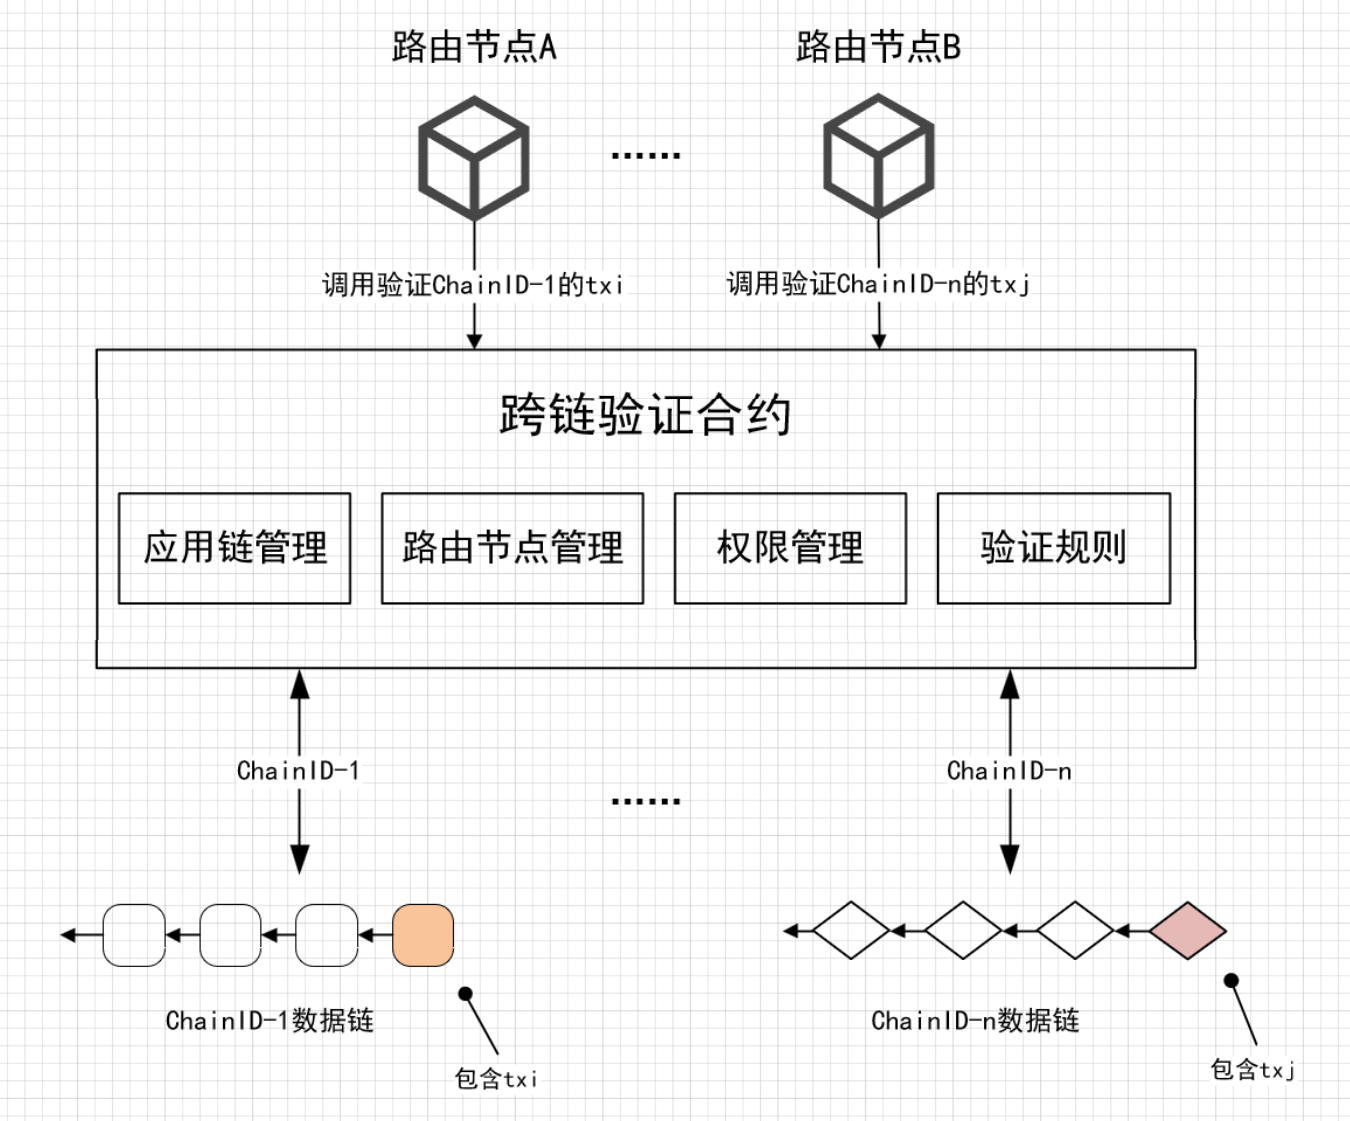 路由节点A
路由节点B
......
调用验证ChainID-1的txi
调用验证ChainID-n的txj
跨链验证合约
应用链管理
路由节点管理
权限管理
验证规则
ChainID-1
ChainID-n
......
ChainID-1数据链
ChainID-n数据链
包含txi
包含txj